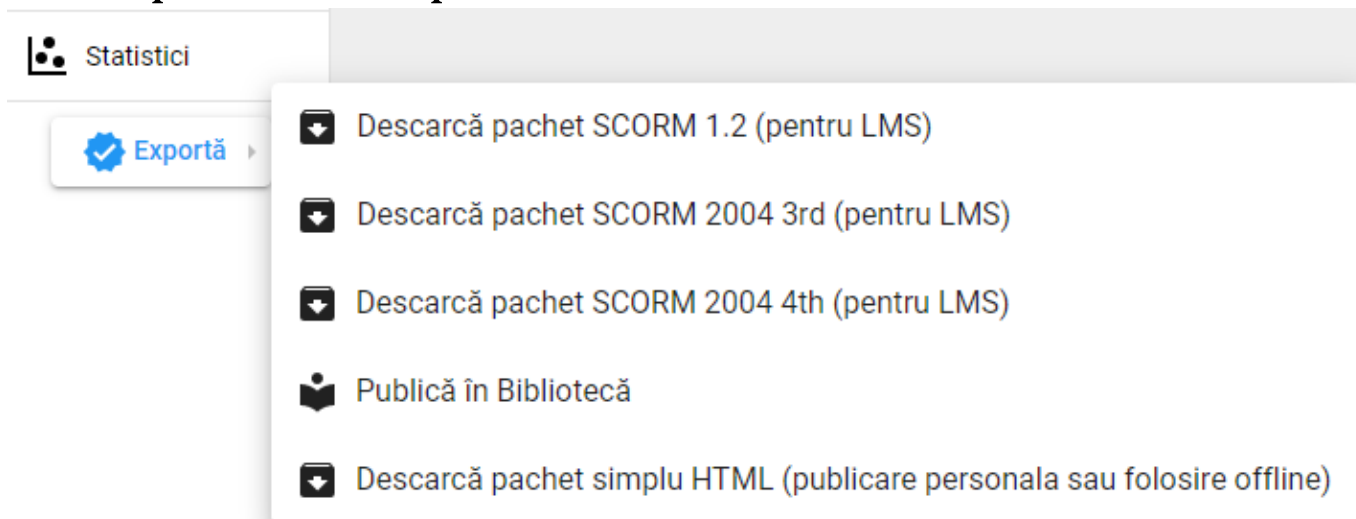 Statistici
Exportă
Descarcă pachet SCORM 1.2 (pentru LMS)
Descarcă pachet SCORM 2004 3rd (pentru LMS)
Descarcă pachet SCORM 2004 4th (pentru LMS)
Publică în Bibliotecă
Descarcă pachet simplu HTML (publicare personala sau folosire offline)